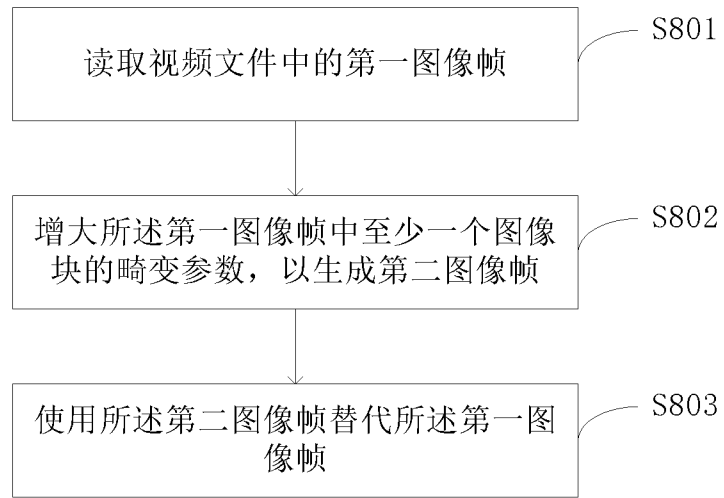 读取视频文件中的第一图像帧
S801
增大所述第一图像帧中至少一个图像
块的畸变参数，以生成第二图像帧
S802
使用所述第二图像帧替代所述第一图
像帧
S803